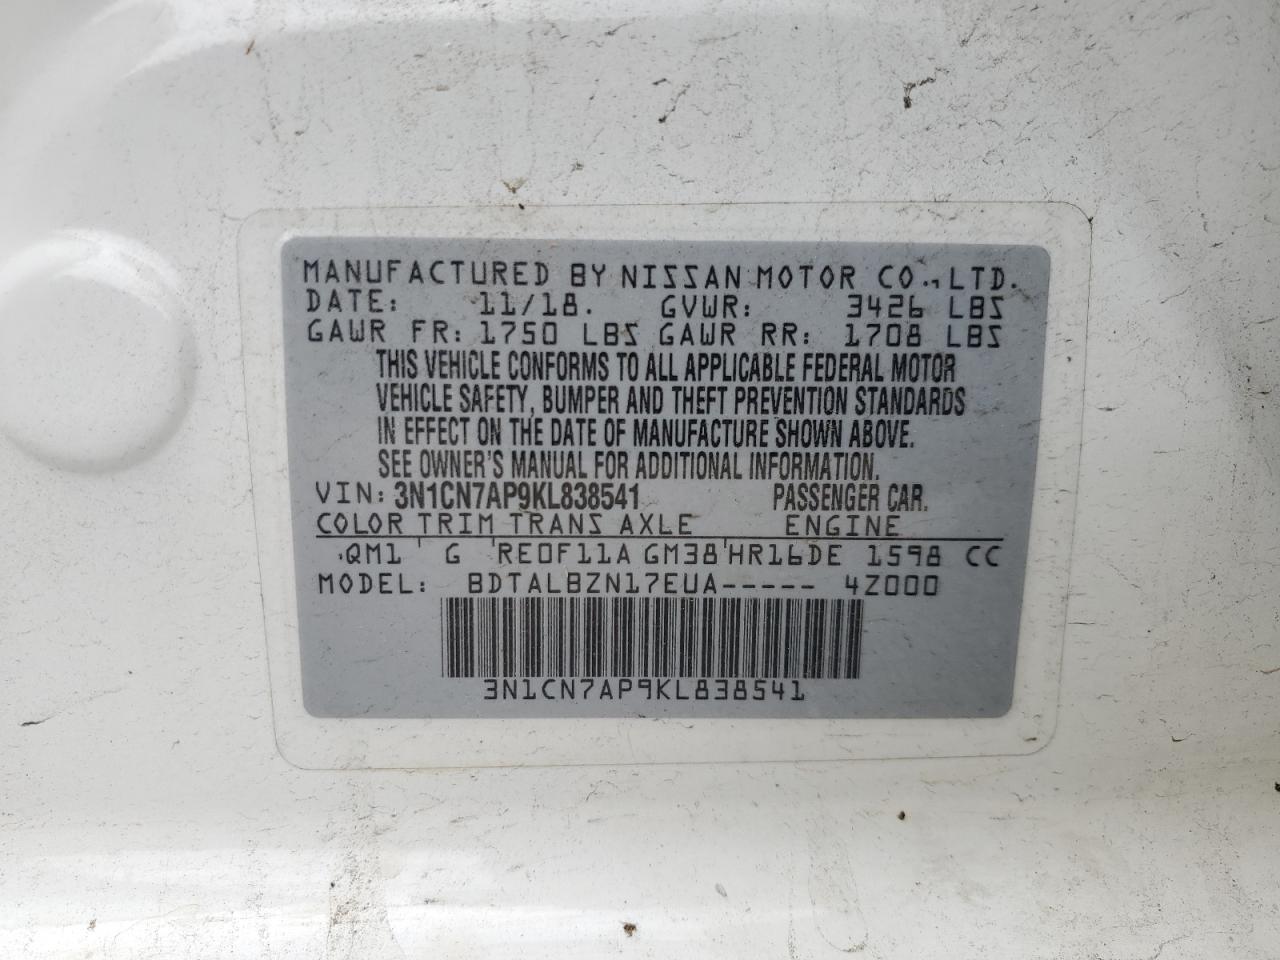 MANUFACTURED BY NISSAN MOTOR CO., LTD.
DATE: 11/18. GVWR: 3426 LBS
GAWR FR: 1750 LBS GAWR RR: 1708 LBS
THIS VEHICLE CONFORMS TO ALL APPLICABLE FEDERAL MOTOR
VEHICLE SAFETY, BUMPER AND THEFT PREVENTION STANDARDS
IN EFFECT ON THE DATE OF MANUFACTURE SHOWN ABOVE.
SEE OWNER'S MANUAL FOR ADDITIONAL INFORMATION.
VIN: 3N1CN7AP9KL838541 PASSENGER CAR.
COLOR TRIM TRANS AXLE ENGINE
QM1 G RE0F11A GM38 HR16DE 1598 CC
MODEL: BDTALBZN17EUA----- 4Z000
3N1CN7AP9KL838541